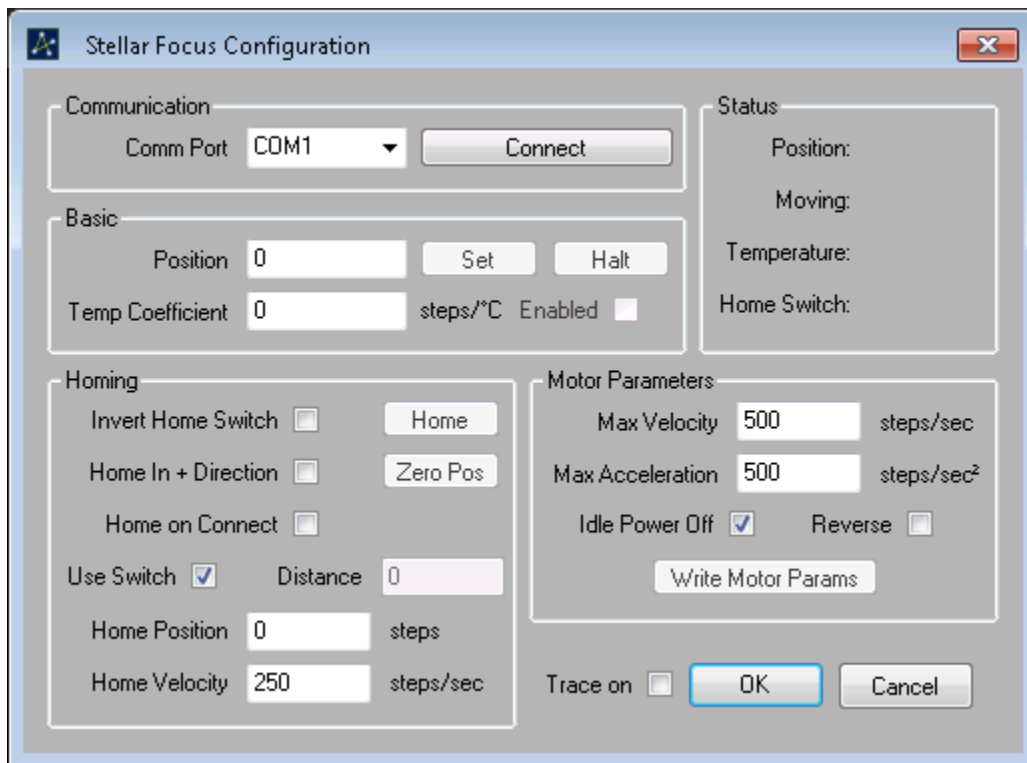 Stellar Focus Configuration
Communication
Comm Port COM1 Connect
Basic
Position 0 Set Halt
Temp Coefficient 0 steps/°C Enabled
Status
Position:
Moving:
Temperature:
Home Switch:
Homing
Invert Home Switch Home
Home In + Direction Zero Pos
Home on Connect
Use Switch Distance 0
Home Position 0 steps
Home Velocity 250 steps/sec
Motor Parameters
Max Velocity 500 steps/sec
Max Acceleration 500 steps/sec²
Idle Power Off Reverse
Write Motor Params
Trace on OK Cancel